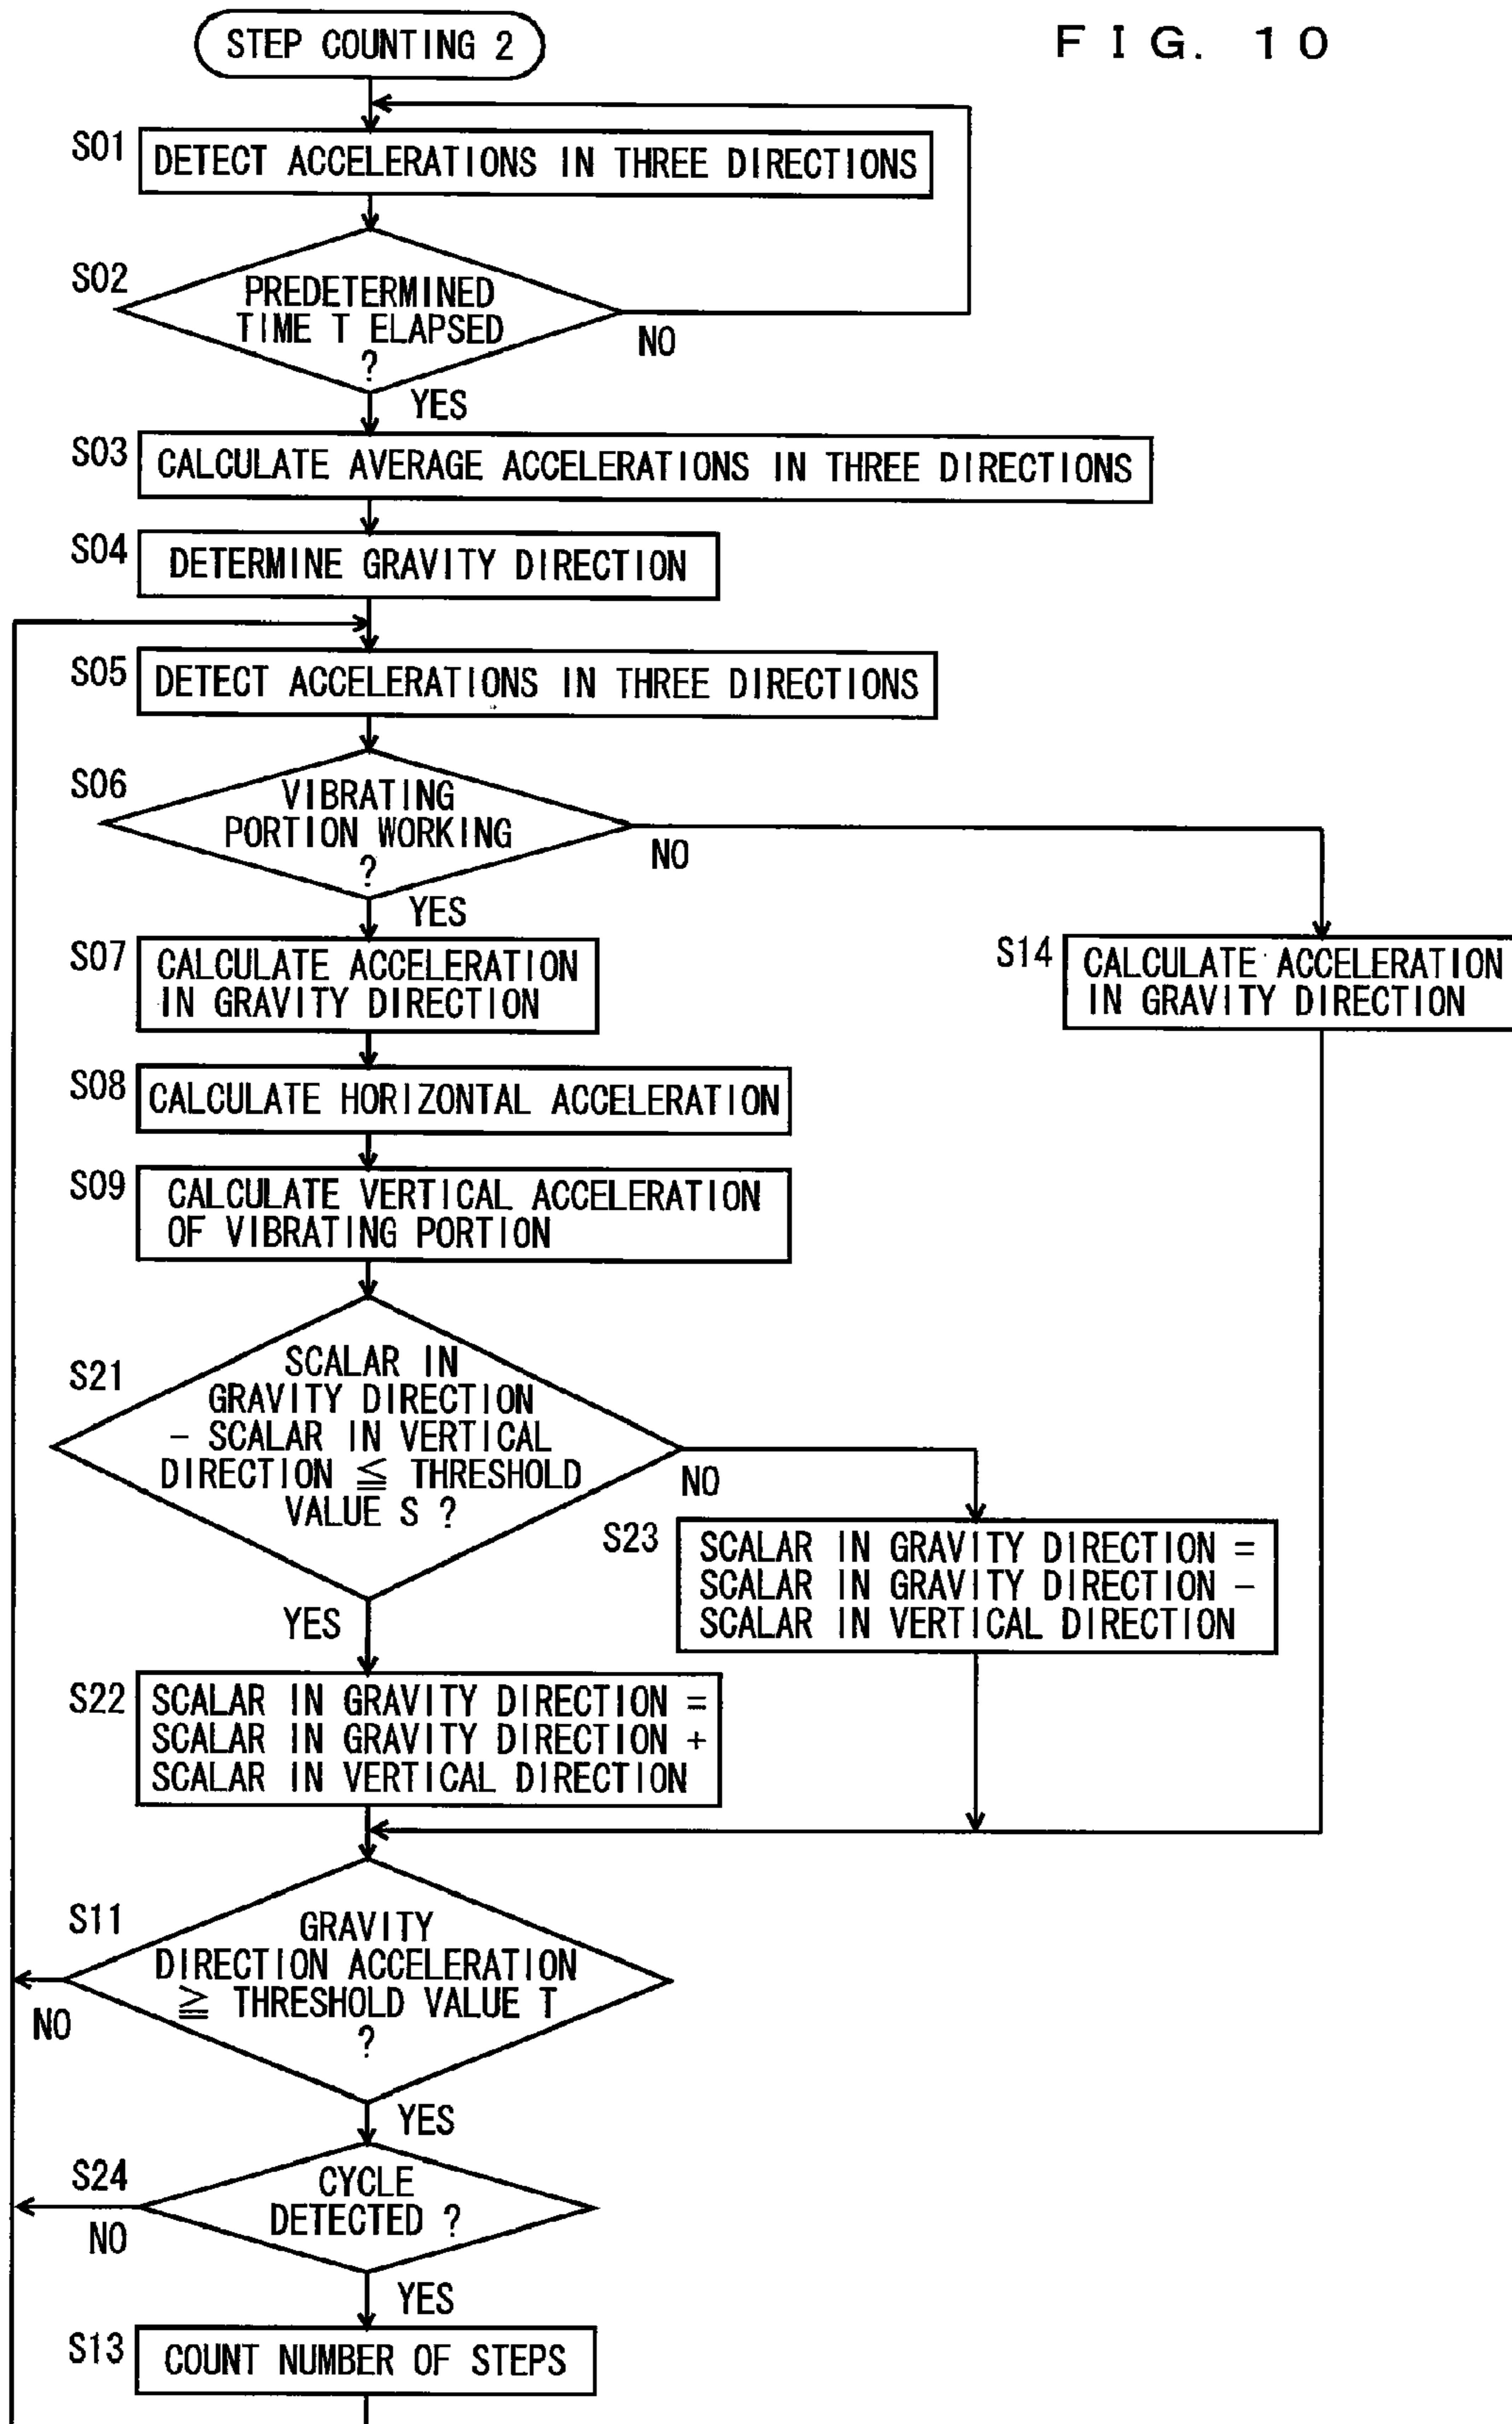 FIG. 10
STEP COUNTING 2
S01
DETECT ACCELERATIONS IN THREE DIRECTIONS
S02
PREDETERMINED
TIME T ELAPSED
?
NO
YES
S03
CALCULATE AVERAGE ACCELERATIONS IN THREE DIRECTIONS
S04
DETERMINE GRAVITY DIRECTION
S05
DETECT ACCELERATIONS IN THREE DIRECTIONS
S06
VIBRATING
PORTION WORKING
?
NO
YES
S07
CALCULATE ACCELERATION
IN GRAVITY DIRECTION
S14
CALCULATE ACCELERATION
IN GRAVITY DIRECTION
S08
CALCULATE HORIZONTAL ACCELERATION
S09
CALCULATE VERTICAL ACCELERATION
OF VIBRATING PORTION
S21
SCALAR IN
GRAVITY DIRECTION
- SCALAR IN VERTICAL
DIRECTION ≦ THRESHOLD
VALUE S ?
NO
YES
S23
SCALAR IN GRAVITY DIRECTION =
SCALAR IN GRAVITY DIRECTION -
SCALAR IN VERTICAL DIRECTION
S22
SCALAR IN GRAVITY DIRECTION =
SCALAR IN GRAVITY DIRECTION +
SCALAR IN VERTICAL DIRECTION
S11
GRAVITY
DIRECTION ACCELERATION
≧ THRESHOLD VALUE T
?
NO
YES
S24
CYCLE
DETECTED ?
NO
YES
S13
COUNT NUMBER OF STEPS